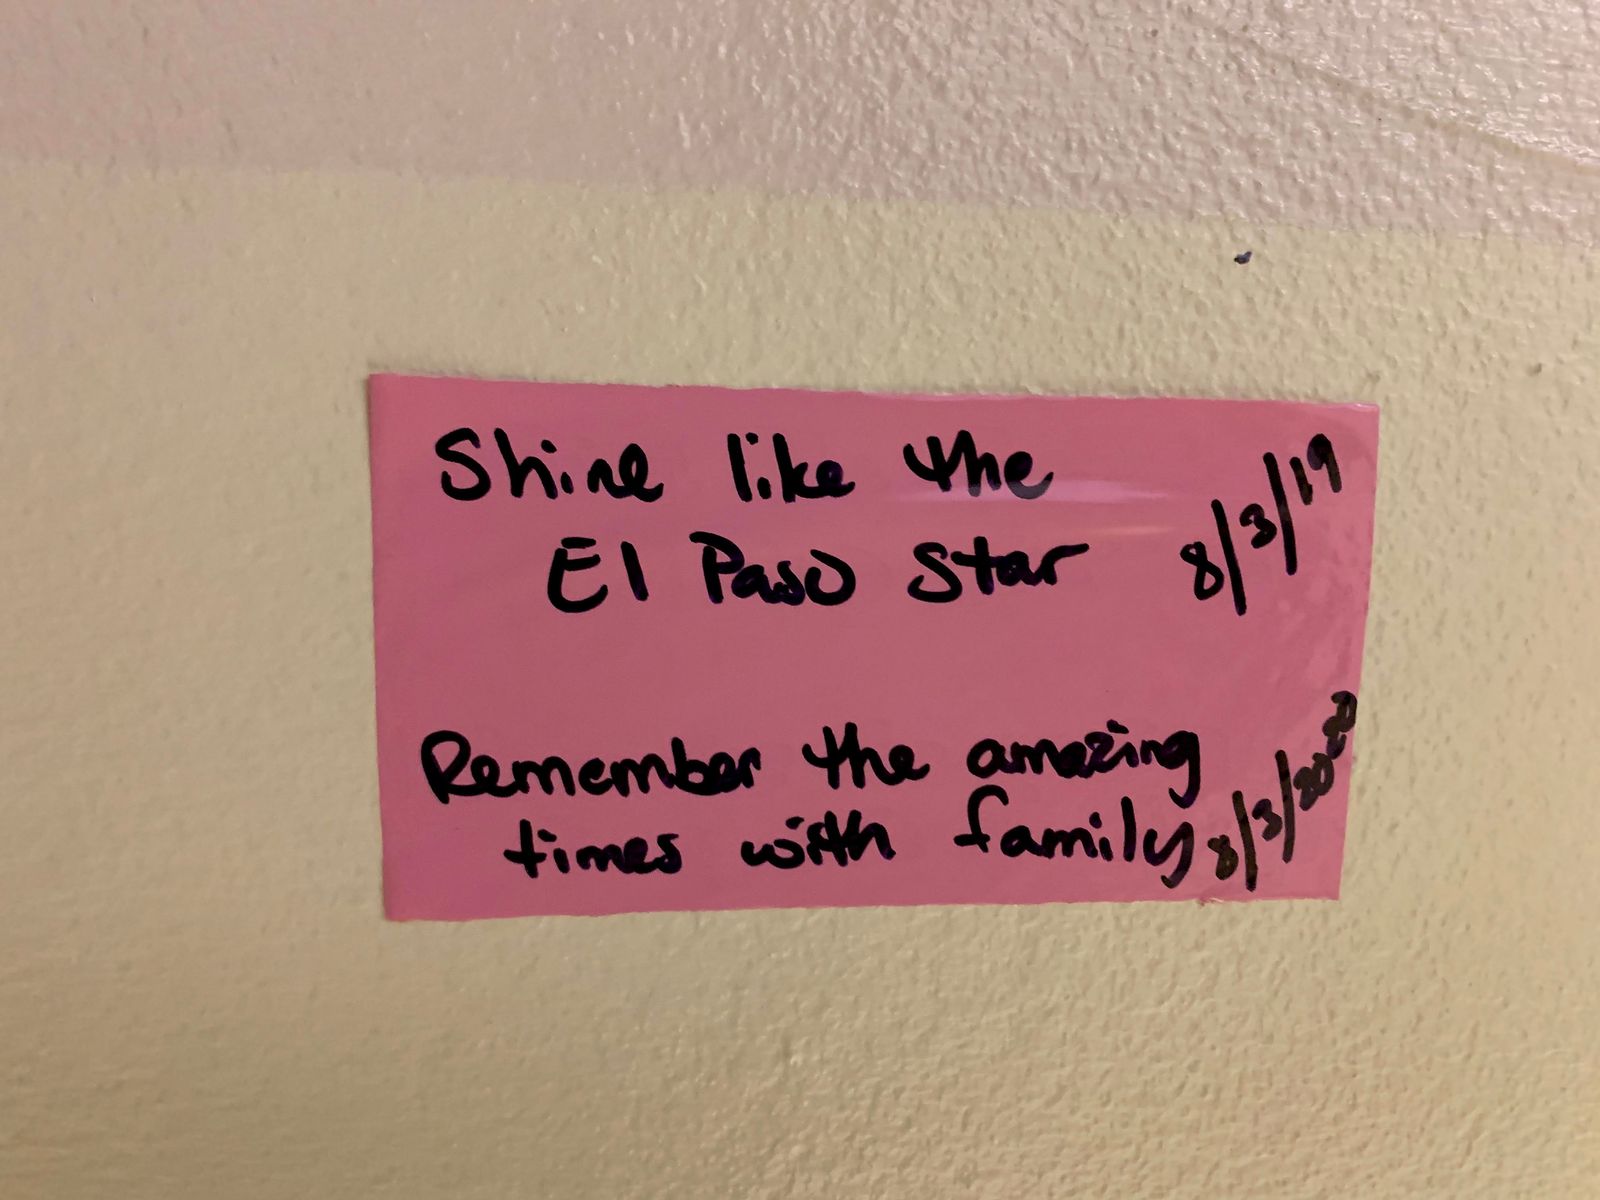 Shine like the
El Paso Star 8/3/19
Remember the amazing
times with family 8/3/2020